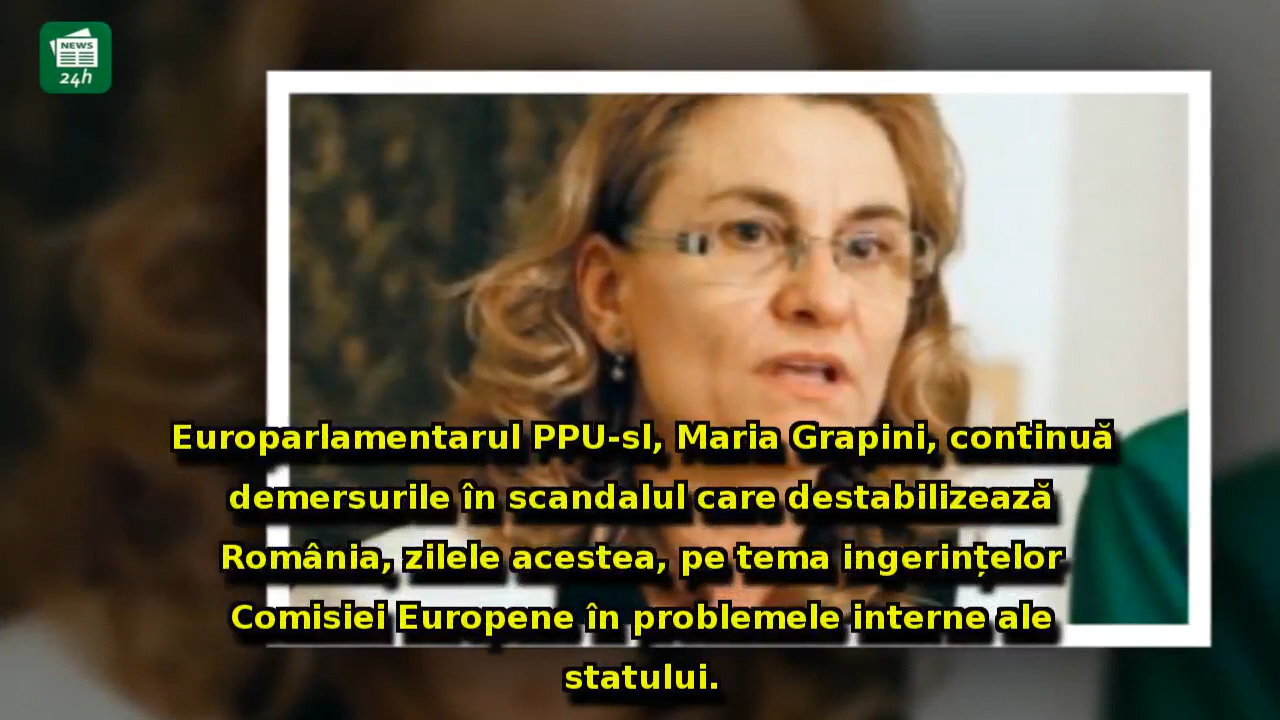 NEWS
24h
Europarlamentarul PPU-sl, Maria Grapini, continuă
demersurile în scandalul care destabilizează
România, zilele acestea, pe tema ingerințelor
Comisiei Europene în problemele interne ale
statului.